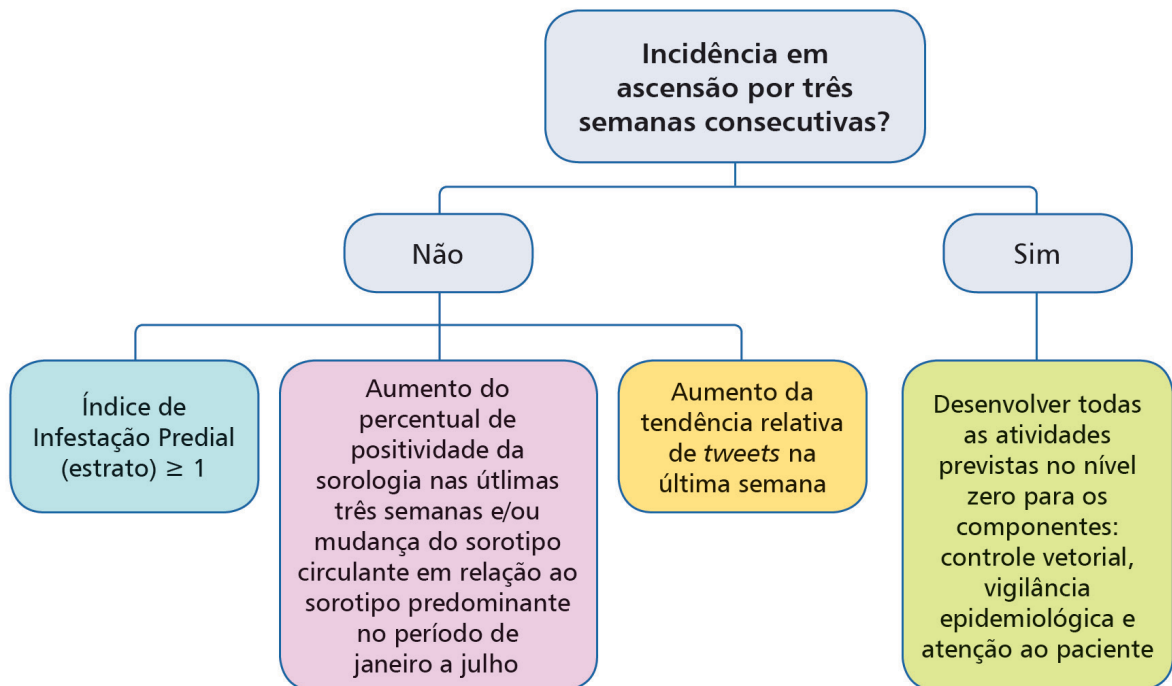 Incidência em
ascensão por três
semanas consecutivas?
Não
Sim
Índice de
Infestação Predial
(estrato) ≥ 1
Aumento do
percentual de
positividade da
sorologia nas útlimas
três semanas e/ou
mudança do sorotipo
circulante em relação ao
sorotipo predominante
no período de
janeiro a julho
Aumento da
tendência relativa
de tweets na
última semana
Desenvolver todas
as atividades
previstas no nível
zero para os
componentes:
controle vetorial,
vigilância
epidemiológica e
atenção ao paciente